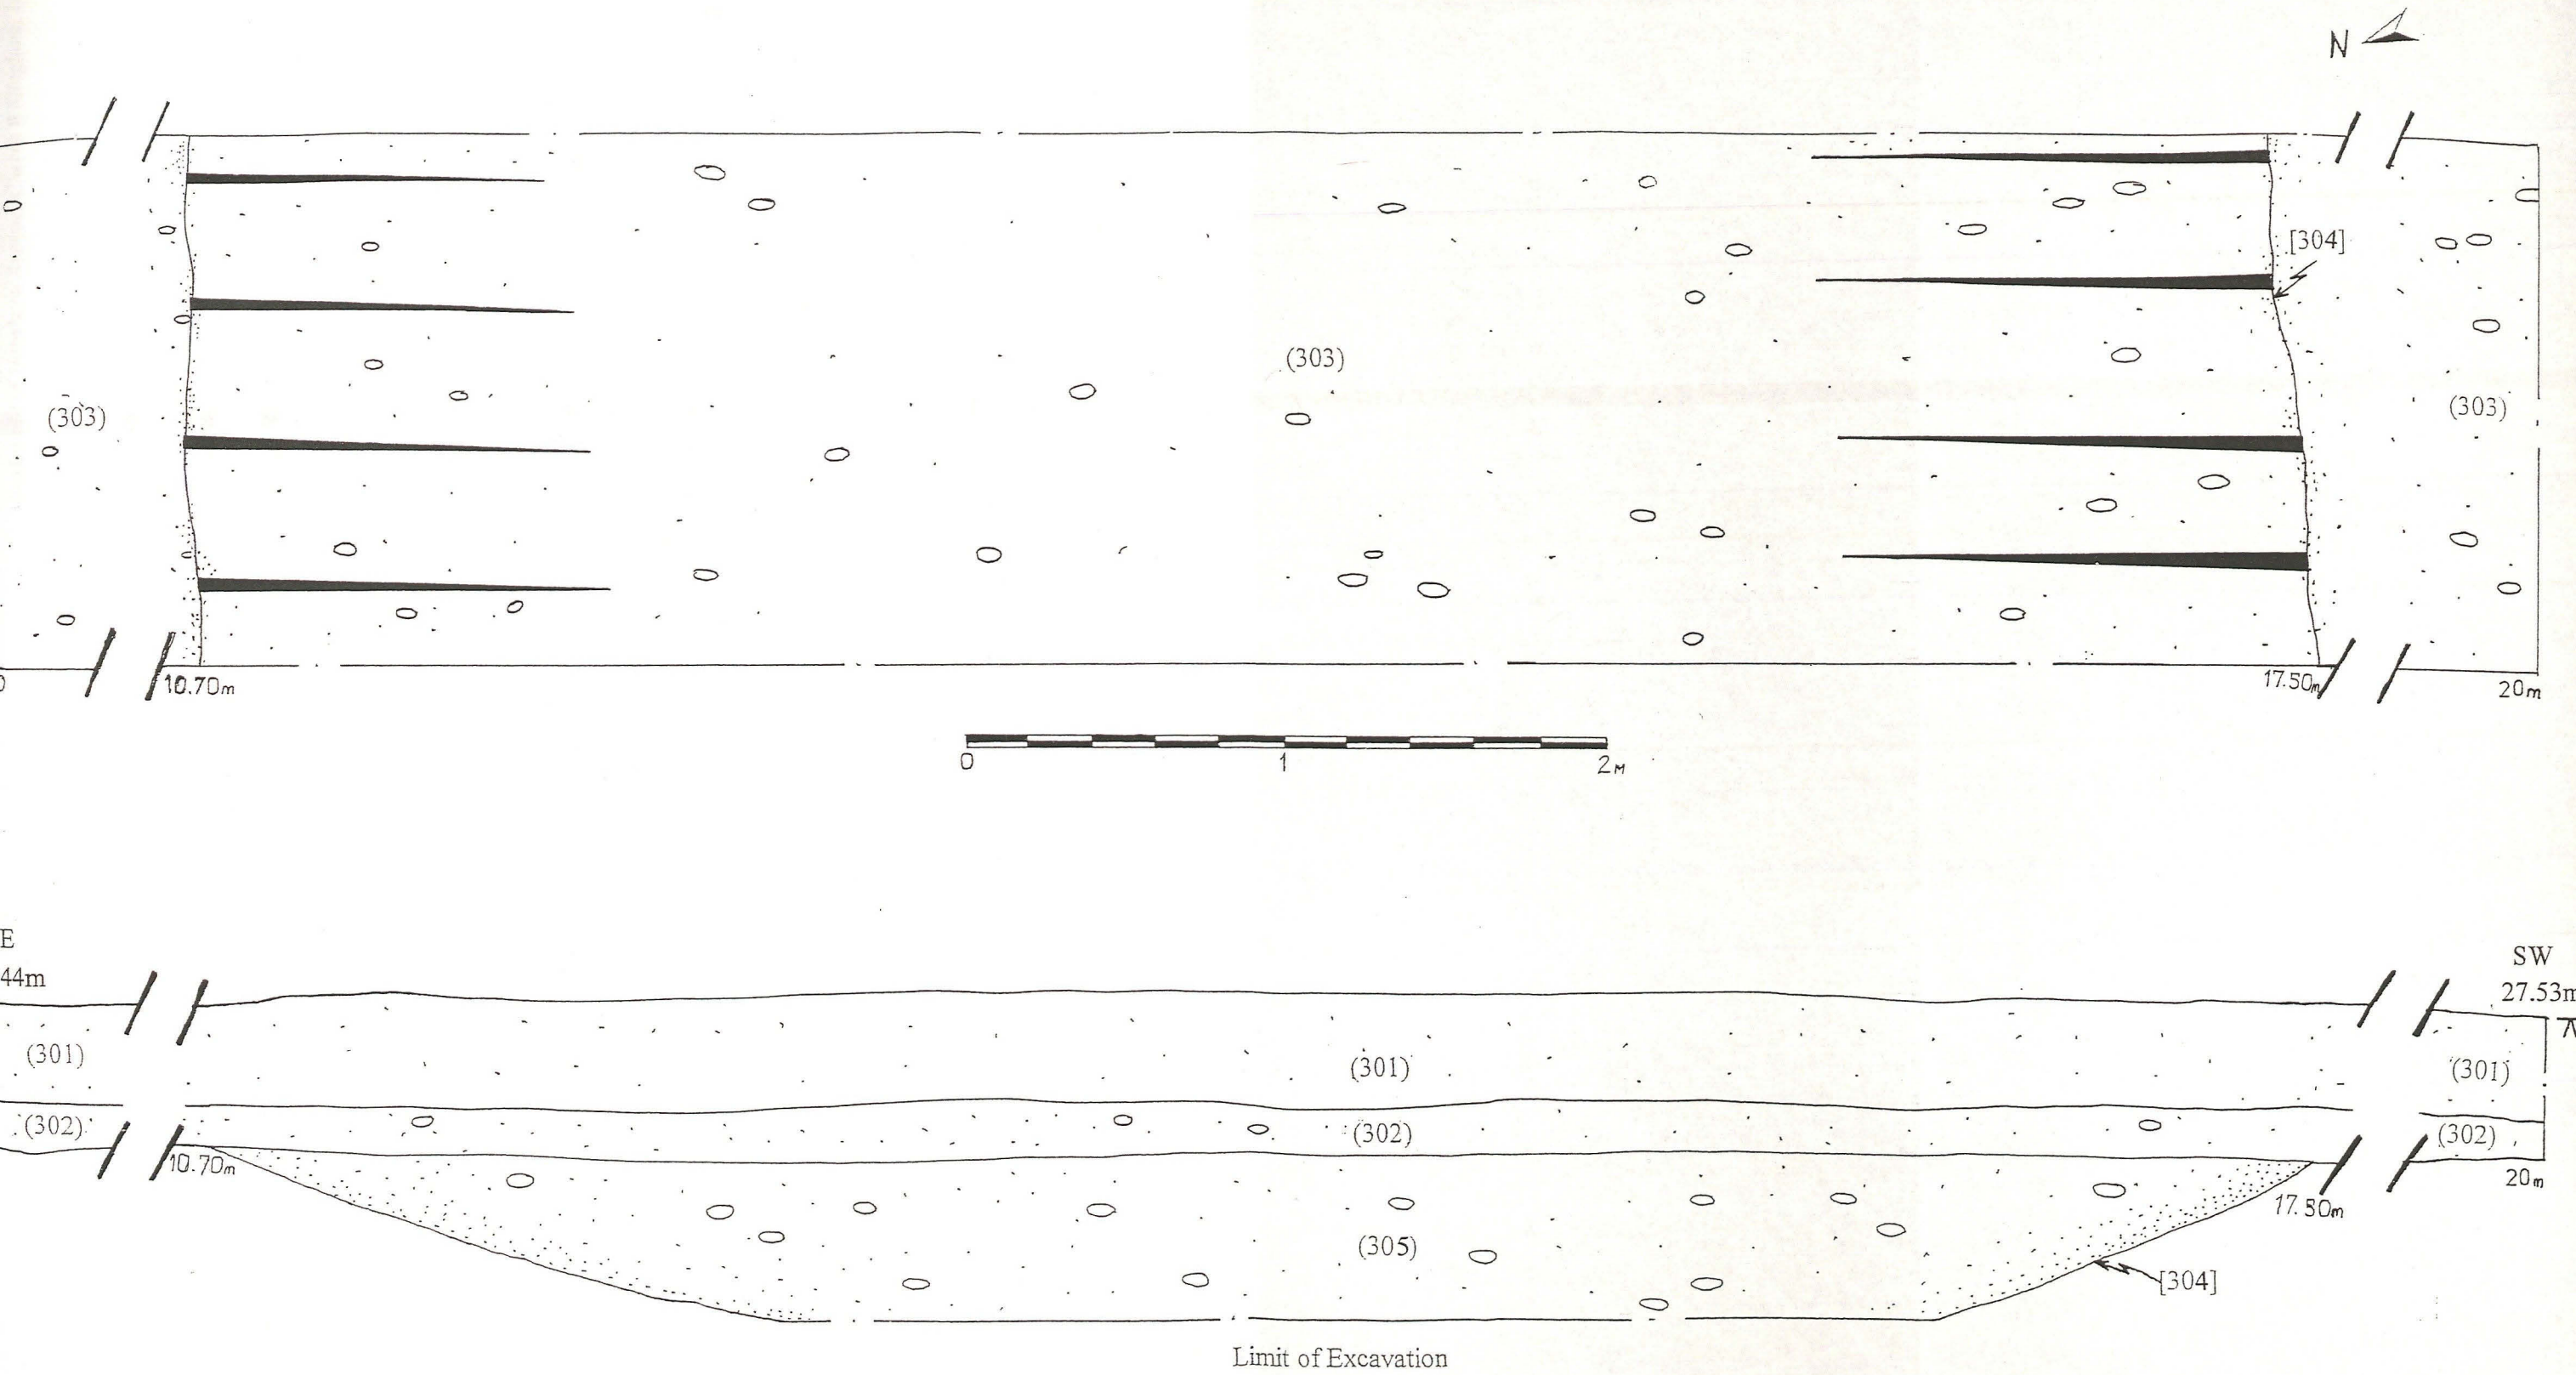 N
[304]
(303)
(303)
(303)
10.70m
17.50m
20m
0 1 2M
E
SW
44m
27.53m
(301)
(301)
(301)
(302)
(302)
(302)
10.70m
20m
17.50m
(305)
[304]
Limit of Excavation